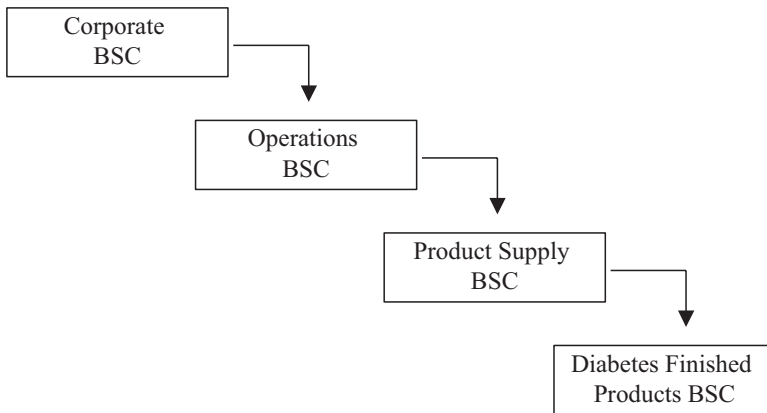 Corporate
BSC
Operations
BSC
Product Supply
BSC
Diabetes Finished
Products BSC